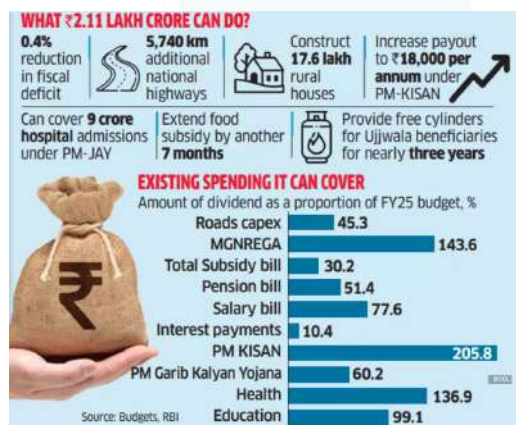 WHAT ₹2.11 LAKH CRORE CAN DO?
0.4%
reduction
in fiscal
deficit
5,740 km
additional
national
highways
Construct
17.6 lakh
rural
houses
Increase payout
to ₹18,000 per
annum under
PM-KISAN
Can cover 9 crore
hospital admissions
under PM-JAY
Extend food
subsidy by another
7 months
Provide free cylinders
for Ujjwala beneficiaries
for nearly three years
EXISTING SPENDING IT CAN COVER
Amount of dividend as a proportion of FY25 budget, %
Roads capex 45.3
MGNREGA 143.6
Total Subsidy bill 30.2
Pension bill 51.4
Salary bill 77.6
Interest payments 10.4
PM KISAN 205.8
PM Garib Kalyan Yojana 60.2
Health 136.9
Education 99.1
₹
Source: Budgets, RBI